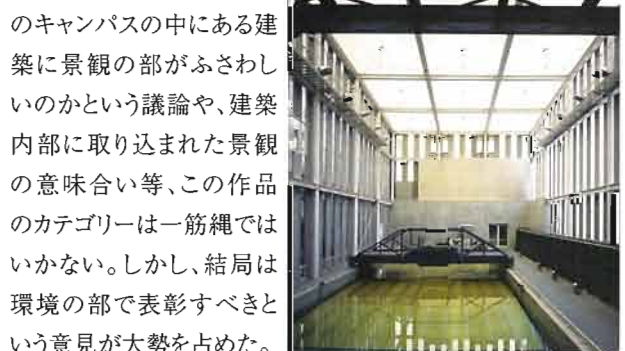 のキャンパスの中にある建
築に景観の部がふさわし
いのかという議論や、建築
内部に取り込まれた景観
の意味合い等、この作品
のカテゴリーは一筋縄では
いかない。しかし、結局は
環境の部で表彰すべきと
いう意見が大勢を占めた。